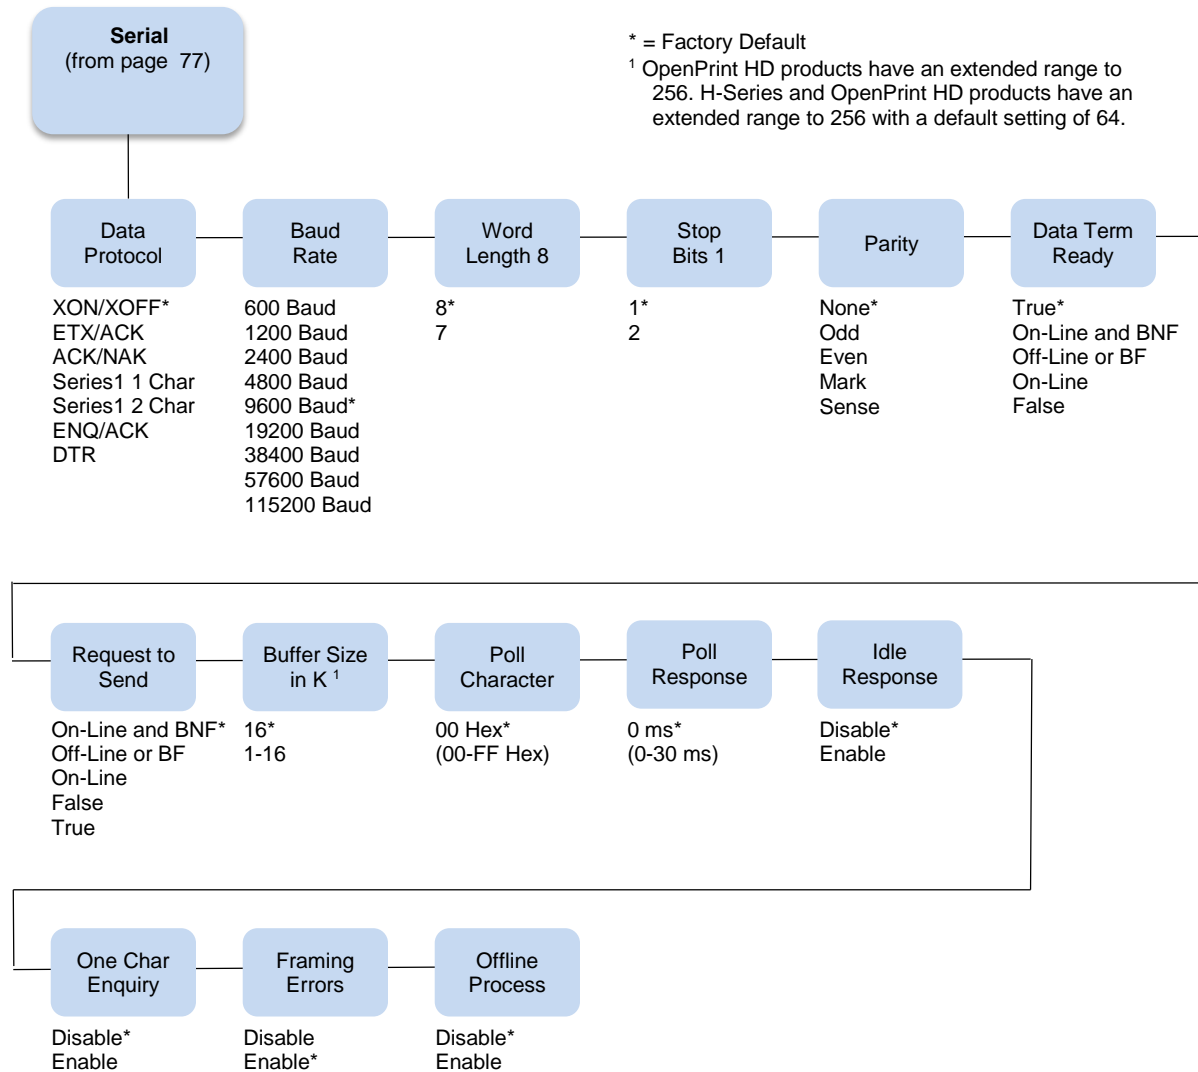 Serial
(from page 77)
* = Factory Default
¹ OpenPrint HD products have an extended range to
256. H-Series and OpenPrint HD products have an
extended range to 256 with a default setting of 64.
Data
Protocol
XON/XOFF*
ETX/ACK
ACK/NAK
Series1 1 Char
Series1 2 Char
ENQ/ACK
DTR
Baud
Rate
600 Baud
1200 Baud
2400 Baud
4800 Baud
9600 Baud*
19200 Baud
38400 Baud
57600 Baud
115200 Baud
Word
Length 8
8*
7
Stop
Bits 1
1*
2
Parity
None*
Odd
Even
Mark
Sense
Data Term
Ready
True*
On-Line and BNF
Off-Line or BF
On-Line
False
Request to
Send
On-Line and BNF*
Off-Line or BF
On-Line
False
True
Buffer Size
in K ¹
16*
1-16
Poll
Character
00 Hex*
(00-FF Hex)
Poll
Response
0 ms*
(0-30 ms)
Idle
Response
Disable*
Enable
One Char
Enquiry
Disable*
Enable
Framing
Errors
Disable
Enable*
Offline
Process
Disable*
Enable